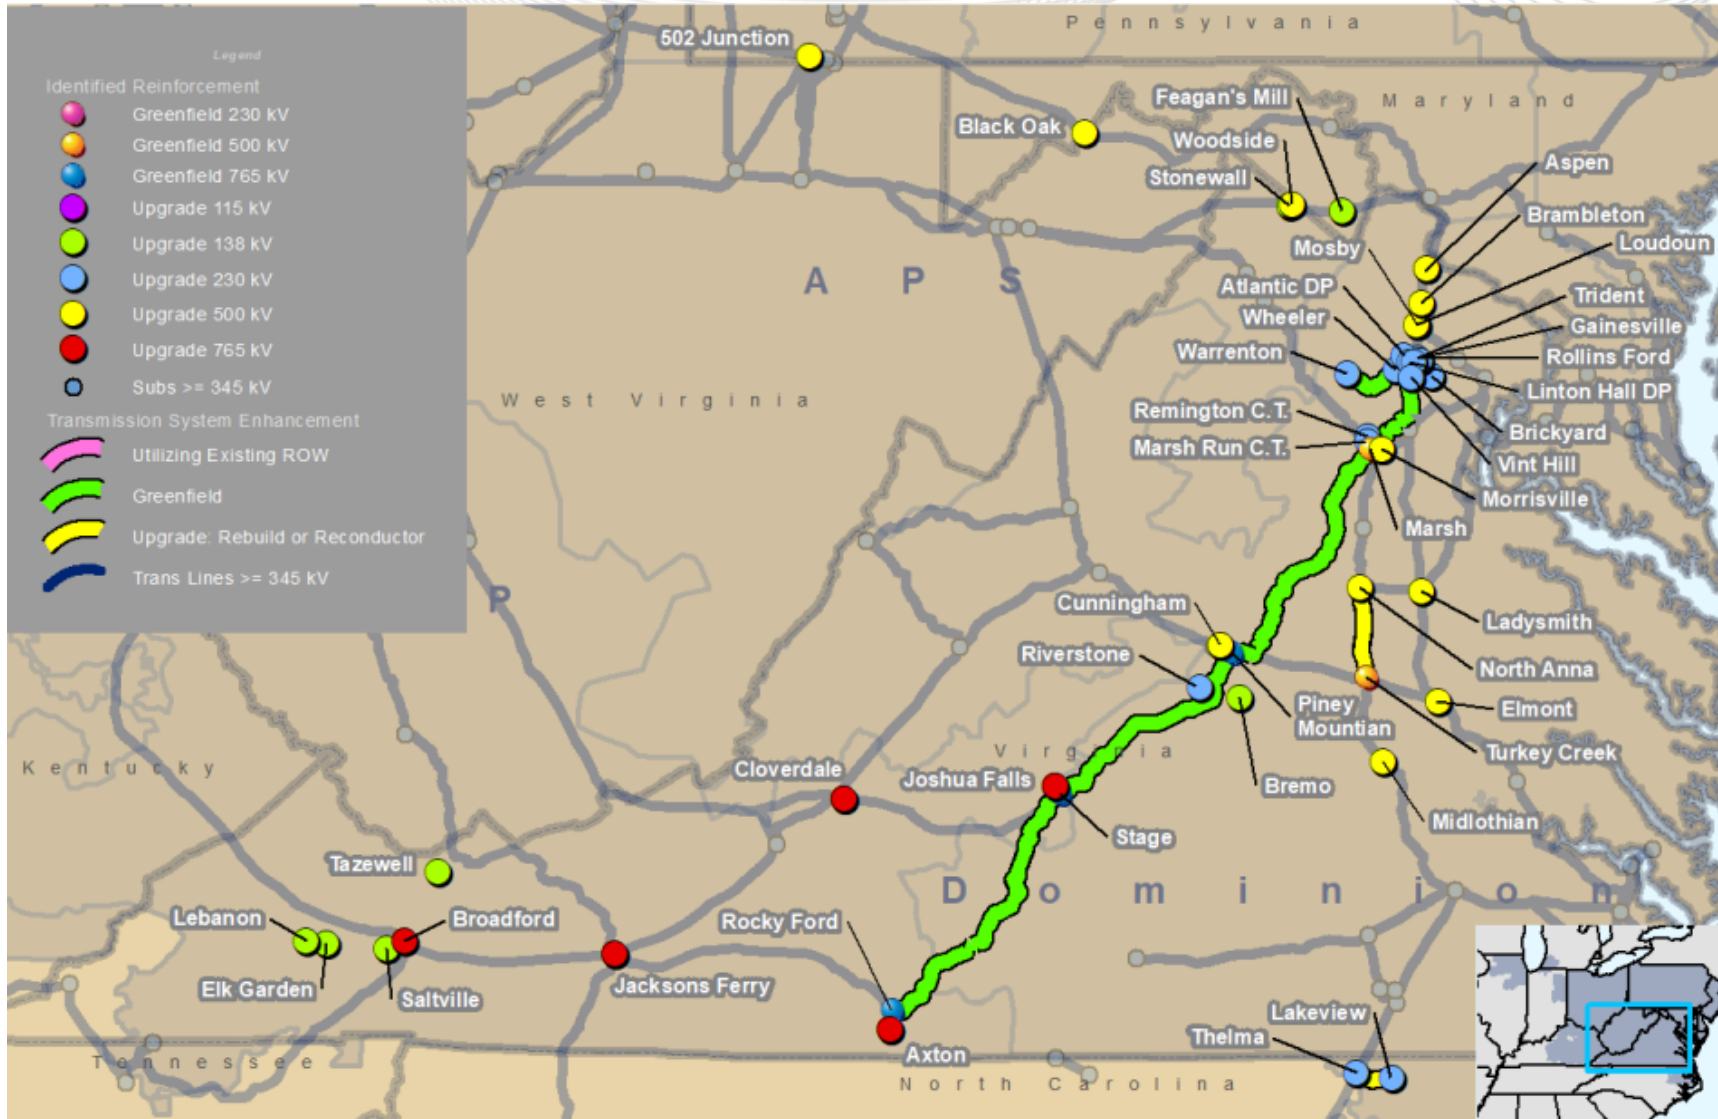 Legend
Identified Reinforcement
Greenfield 230 kV
Greenfield 500 kV
Greenfield 765 kV
Upgrade 115 kV
Upgrade 138 kV
Upgrade 230 kV
Upgrade 500 kV
Upgrade 765 kV
Subs >= 345 kV
Transmission System Enhancement
Utilizing Existing ROW
Greenfield
Upgrade: Rebuild or Reconductor
Trans Lines >= 345 kV
Pennsylvania
502 Junction
Feagan's Mill
Maryland
Black Oak
Woodside
Stonewall
Aspen
Brambleton
Loudoun
Mosby
APS
Atlantic DP
Trident
Wheeler
Gainesville
Warrenton
Rollins Ford
Linton Hall DP
West Virginia
Remington C.T.
Brickyard
Marsh Run C.T.
Vint Hill
Morrisville
Marsh
P
Cunningham
Ladysmith
Riverstone
North Anna
Piney
Mountian
Elmont
Virginia
Turkey Creek
Kentucky
Cloverdale
Joshua Falls
Bremo
Midlothian
Stage
Tazewell
Dominion
Lebanon
Broadford
Rocky Ford
Elk Garden
Saltville
Jacksons Ferry
Lakeview
Thelma
Axton
Tennessee
North Carolina